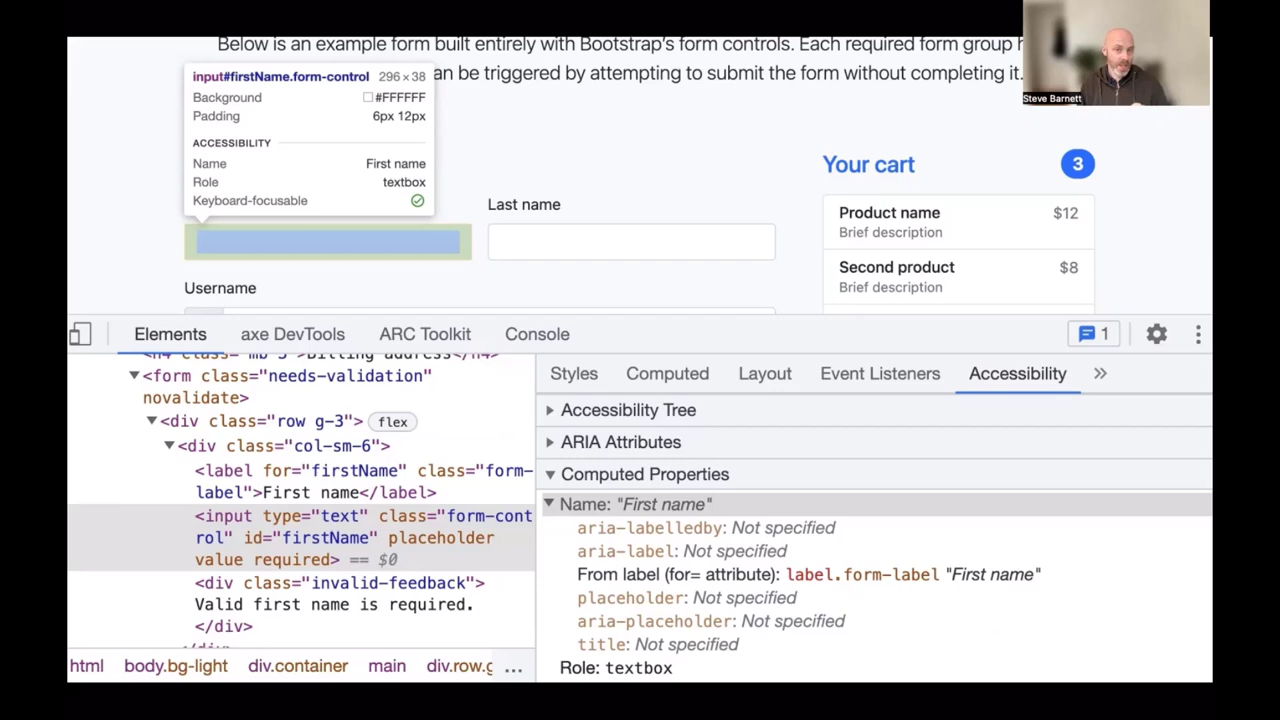 Below is an example form built entirely with Bootstrap's form controls. Each required form group h
an be triggered by attempting to submit the form without completing it.
Steve Barnett
input#firstName.form-control 296 × 38
Background #FFFFFF
Padding 6px 12px
ACCESSIBILITY
Name First name
Role textbox
Keyboard-focusable
Last name
Username
Your cart 3
Product name $12
Brief description
Second product $8
Brief description
Elements axe DevTools ARC Toolkit Console 1
<h4 class="mb-3">Billing address</h4>
<form class="needs-validation"
novalidate>
<div class="row g-3"> flex
<div class="col-sm-6">
<label for="firstName" class="form-
label">First name</label>
<input type="text" class="form-cont
rol" id="firstName" placeholder
value required> == $0
<div class="invalid-feedback">
Valid first name is required.
</div>
</div>
html body.bg-light div.container main div.row.g ...
Styles Computed Layout Event Listeners Accessibility »
Accessibility Tree
ARIA Attributes
Computed Properties
Name: "First name"
aria-labelledby: Not specified
aria-label: Not specified
From label (for= attribute): label.form-label "First name"
placeholder: Not specified
aria-placeholder: Not specified
title: Not specified
Role: textbox